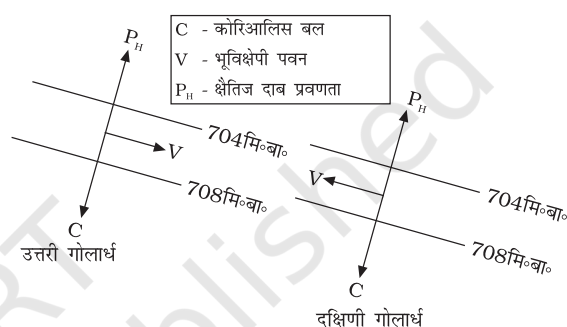 C - कोरिआलिस बल
V - भूविक्षेपी पवन
P_H - क्षैतिज दाब प्रवणता
P_H
704मि॰बा॰
V
708मि॰बा॰
C
उत्तरी गोलार्ध
P_H
V
704मि॰बा॰
708मि॰बा॰
C
दक्षिणी गोलार्ध